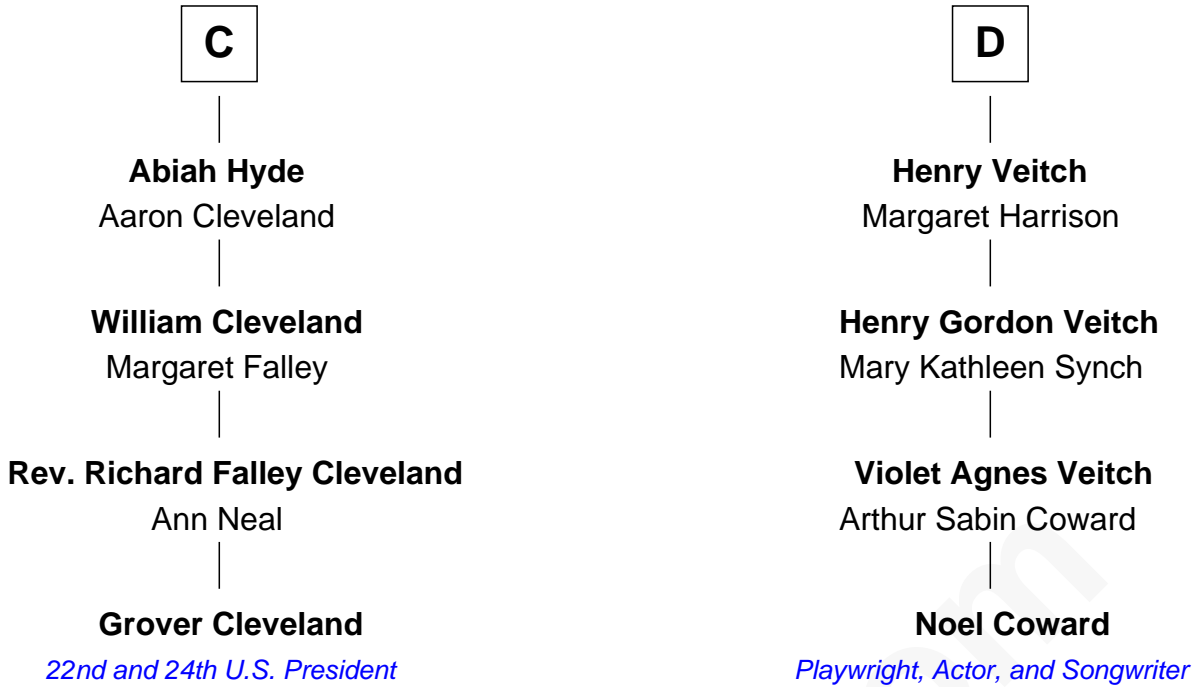 C
D
Abiah Hyde
Aaron Cleveland
Henry Veitch
Margaret Harrison
William Cleveland
Margaret Falley
Henry Gordon Veitch
Mary Kathleen Synch
Rev. Richard Falley Cleveland
Ann Neal
Violet Agnes Veitch
Arthur Sabin Coward
Grover Cleveland
22nd and 24th U.S. President
Noel Coward
Playwright, Actor, and Songwriter